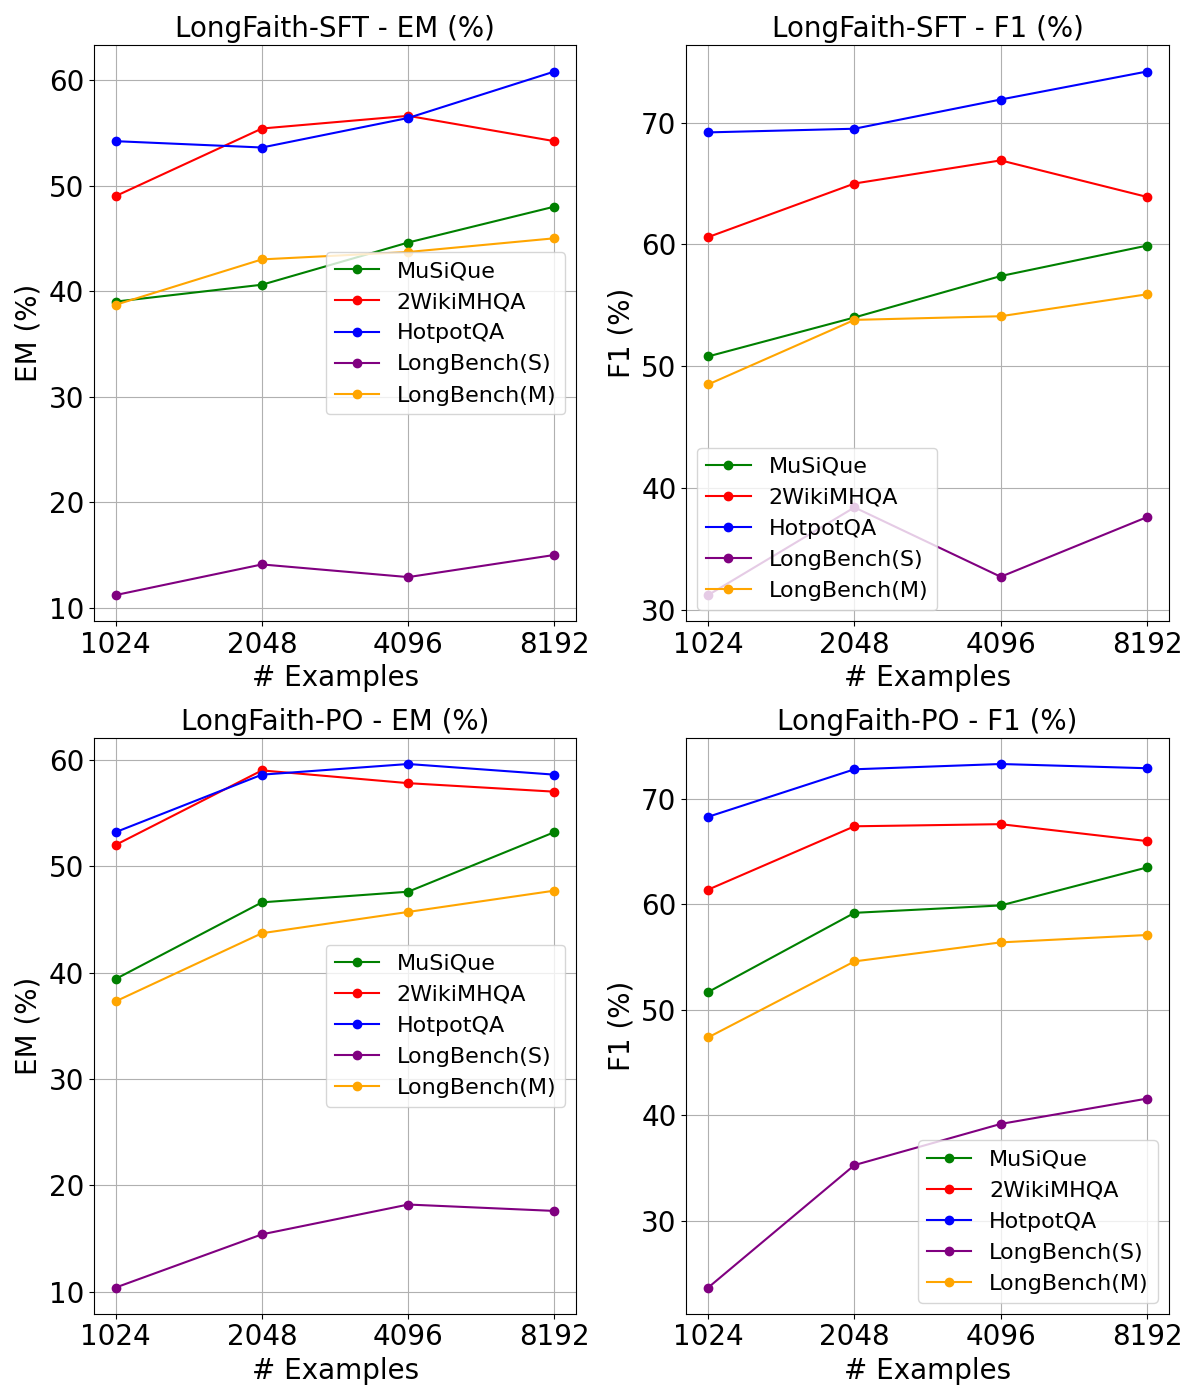 LongFaith-SFT - EM (%)
EM (%)
60
50
40
30
20
10
MuSiQue
2WikiMHQA
HotpotQA
LongBench(S)
LongBench(M)
1024 2048 4096 8192
# Examples
LongFaith-SFT - F1 (%)
F1 (%)
70
60
50
40
30
MuSiQue
2WikiMHQA
HotpotQA
LongBench(S)
LongBench(M)
1024 2048 4096 8192
# Examples
LongFaith-PO - EM (%)
EM (%)
60
50
40
30
20
10
MuSiQue
2WikiMHQA
HotpotQA
LongBench(S)
LongBench(M)
1024 2048 4096 8192
# Examples
LongFaith-PO - F1 (%)
F1 (%)
70
60
50
40
30
MuSiQue
2WikiMHQA
HotpotQA
LongBench(S)
LongBench(M)
1024 2048 4096 8192
# Examples